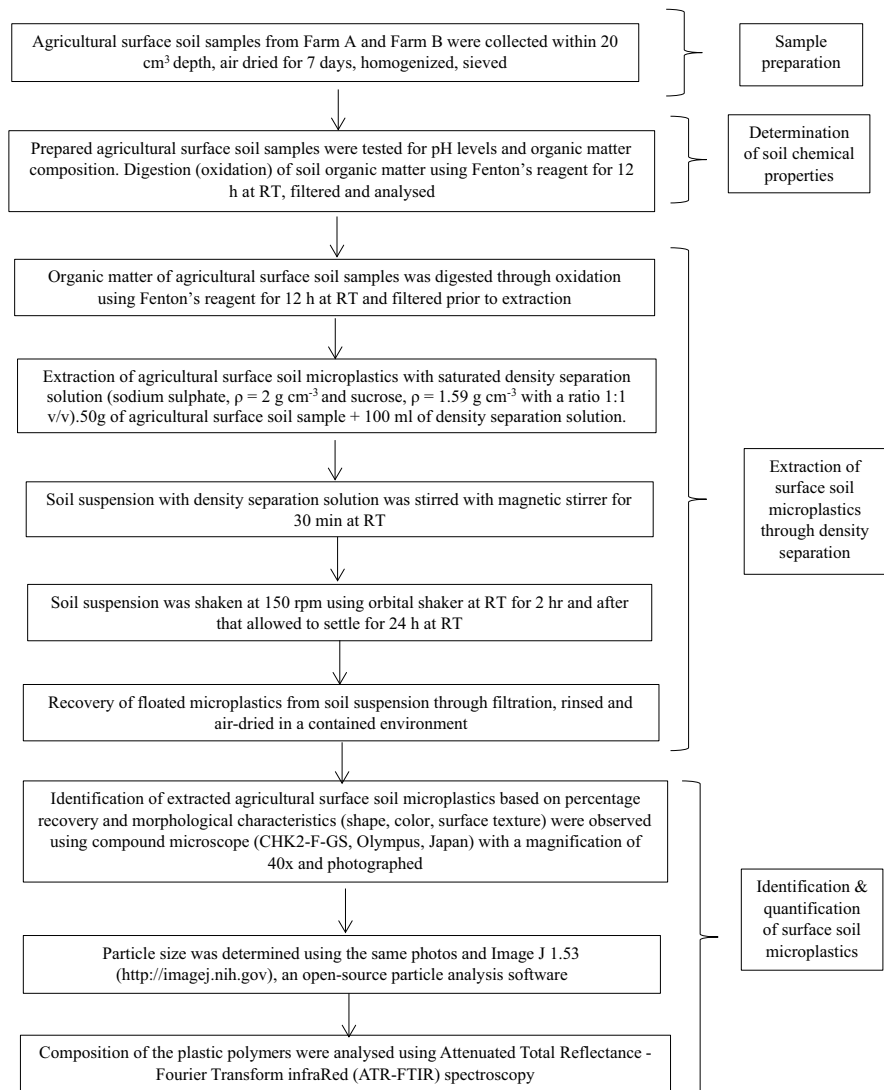 Agricultural surface soil samples from Farm A and Farm B were collected within 20
cm³ depth, air dried for 7 days, homogenized, sieved
Sample
preparation
Prepared agricultural surface soil samples were tested for pH levels and organic matter
composition. Digestion (oxidation) of soil organic matter using Fenton’s reagent for 12
h at RT, filtered and analysed
Determination
of soil chemical
properties
Organic matter of agricultural surface soil samples was digested through oxidation
using Fenton’s reagent for 12 h at RT and filtered prior to extraction
Extraction of agricultural surface soil microplastics with saturated density separation
solution (sodium sulphate, ρ = 2 g cm⁻³ and sucrose, ρ = 1.59 g cm⁻³ with a ratio 1:1
v/v).50g of agricultural surface soil sample + 100 ml of density separation solution.
Soil suspension with density separation solution was stirred with magnetic stirrer for
30 min at RT
Soil suspension was shaken at 150 rpm using orbital shaker at RT for 2 hr and after
that allowed to settle for 24 h at RT
Recovery of floated microplastics from soil suspension through filtration, rinsed and
air-dried in a contained environment
Extraction of
surface soil
microplastics
through density
separation
Identification of extracted agricultural surface soil microplastics based on percentage
recovery and morphological characteristics (shape, color, surface texture) were observed
using compound microscope (CHK2-F-GS, Olympus, Japan) with a magnification of
40x and photographed
Particle size was determined using the same photos and Image J 1.53
(http://imagej.nih.gov), an open-source particle analysis software
Composition of the plastic polymers were analysed using Attenuated Total Reflectance -
Fourier Transform infraRed (ATR-FTIR) spectroscopy
Identification &
quantification
of surface soil
microplastics